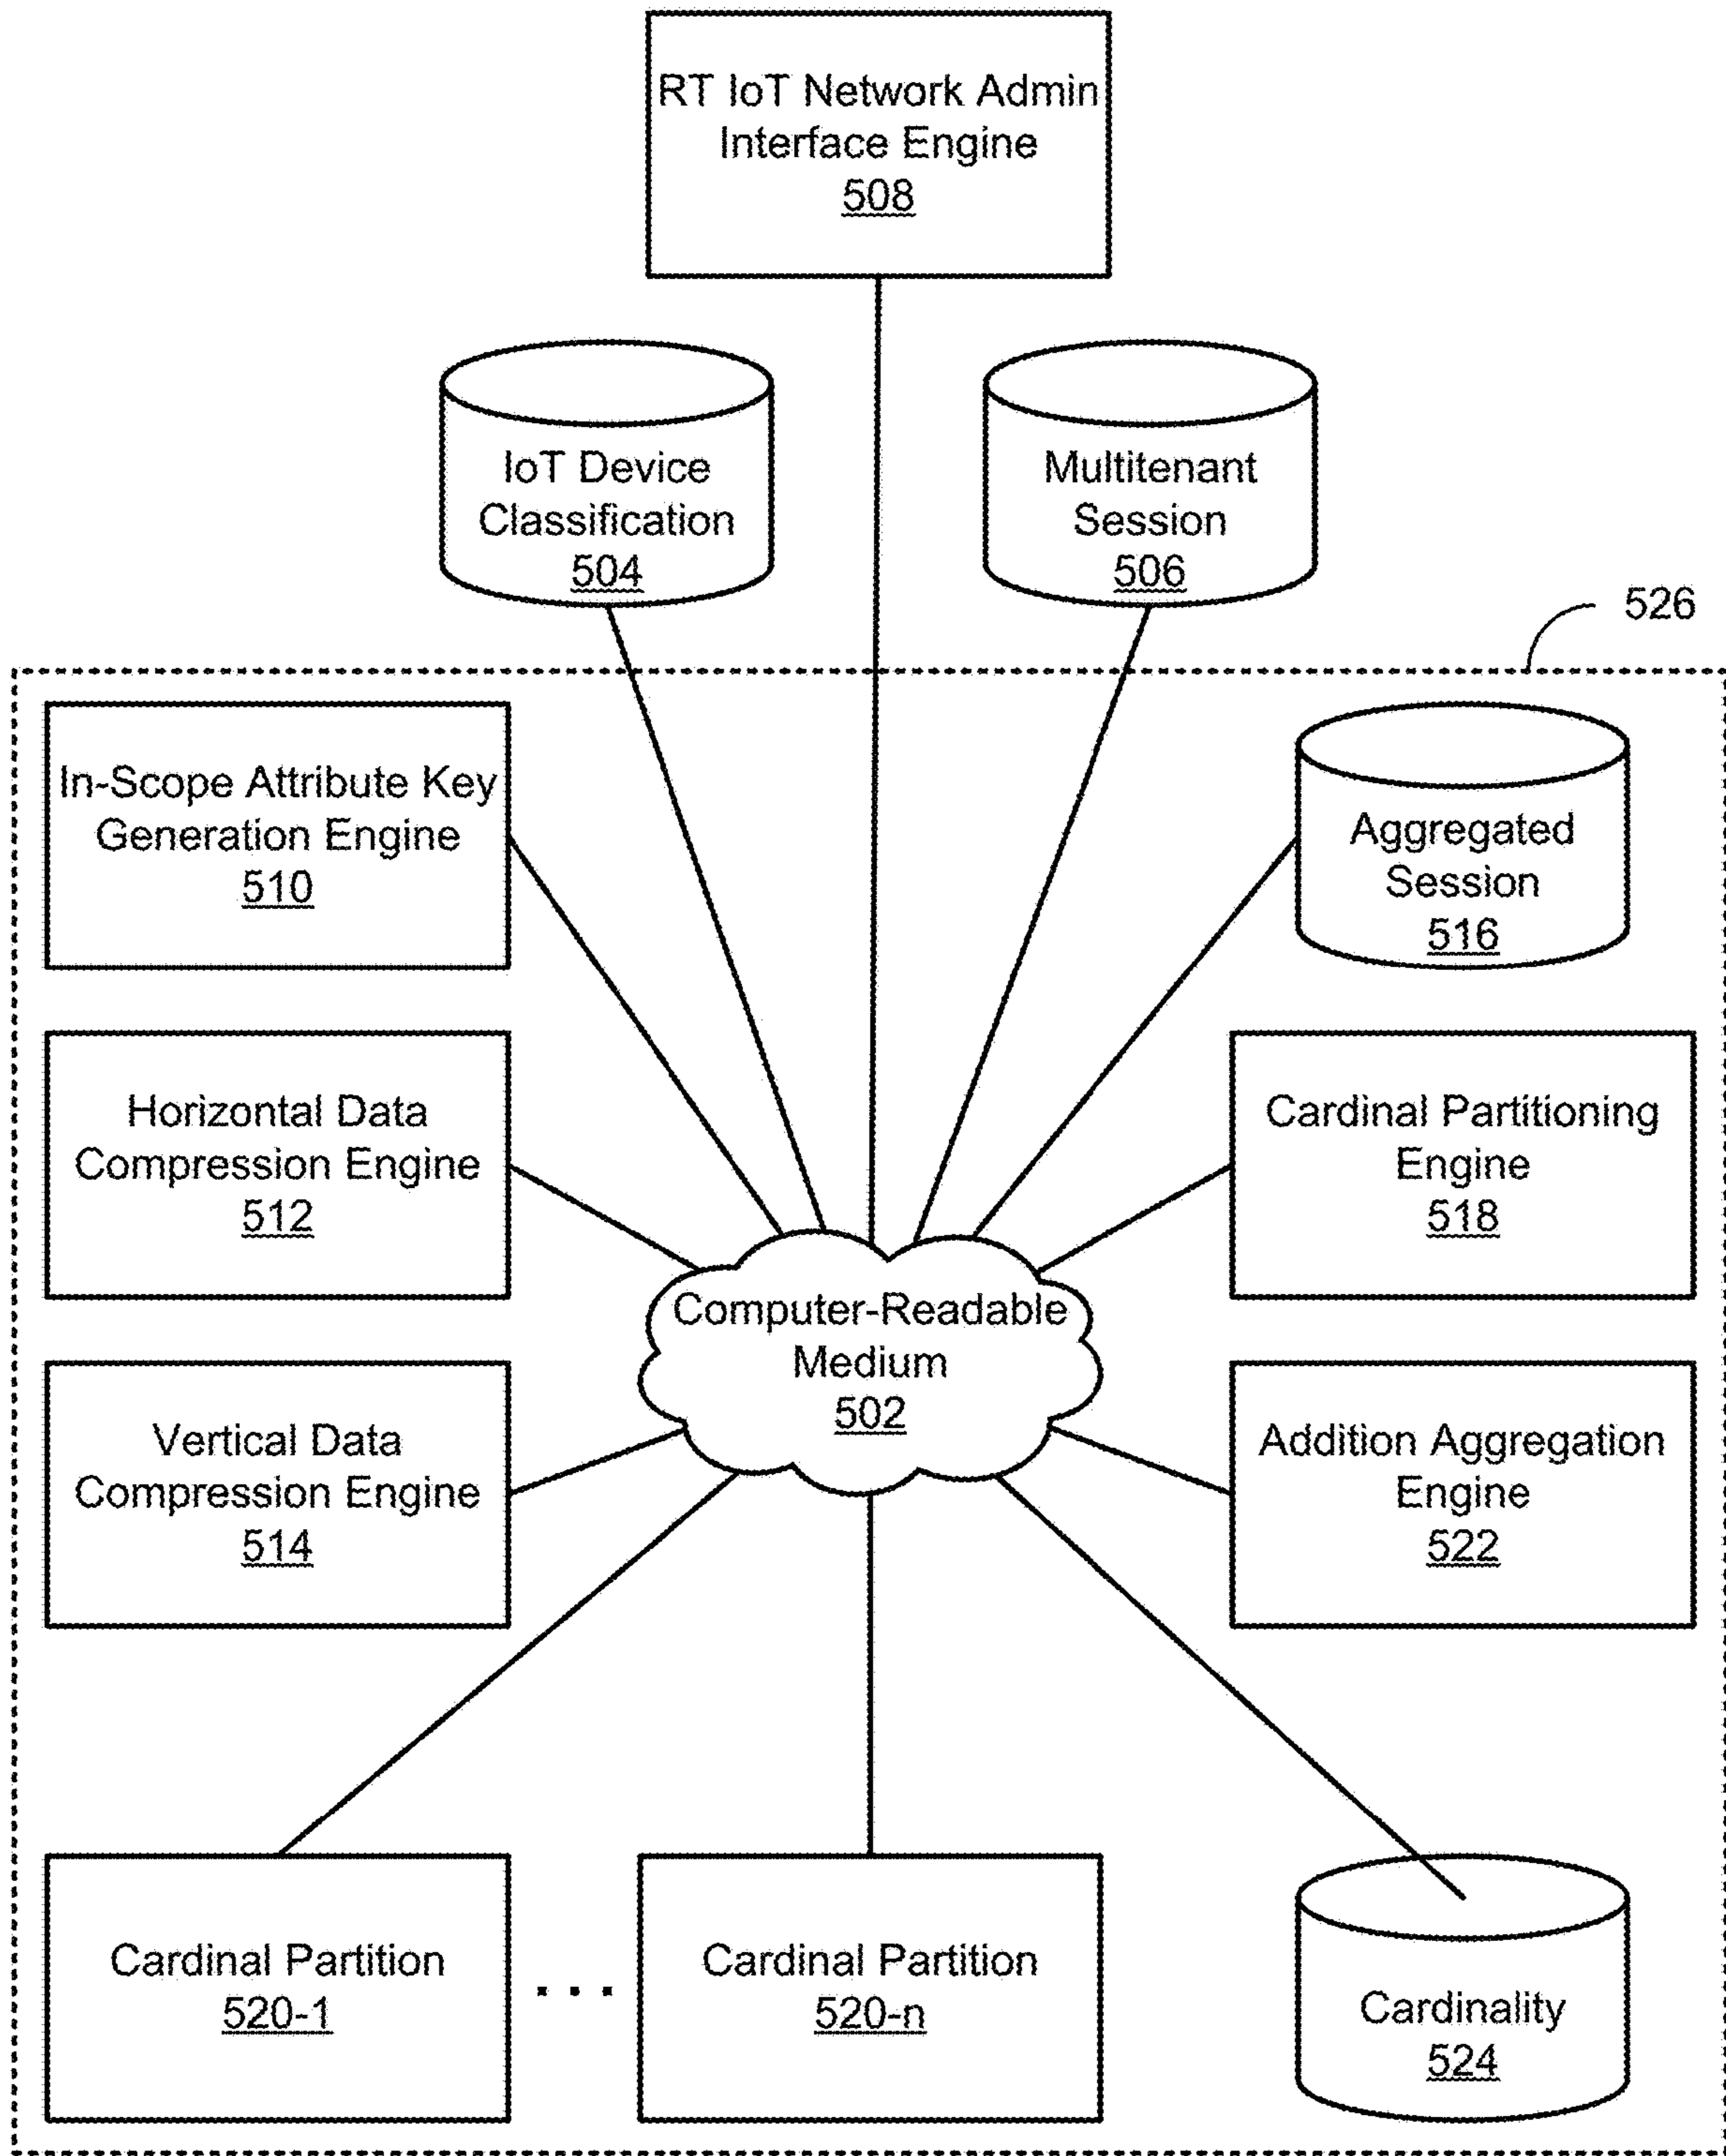 RT IoT Network Admin
Interface Engine
508
IoT Device
Classification
504
Multitenant
Session
506
526
In-Scope Attribute Key
Generation Engine
510
Aggregated
Session
516
Horizontal Data
Compression Engine
512
Cardinal Partitioning
Engine
518
Computer-Readable
Medium
502
Vertical Data
Compression Engine
514
Addition Aggregation
Engine
522
Cardinal Partition
520-1
...
Cardinal Partition
520-n
Cardinality
524